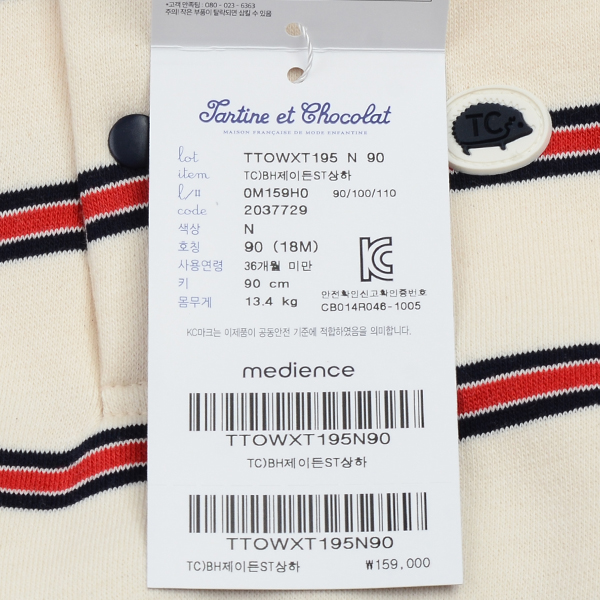 *고객 만족팀 : 080 - 023 - 6363
주의! 작은 부품이 탈락되면 삼킬 수 있음
Tartine et Chocolat
MAISON FRANÇAISE DE MODE ENFANTINE
lot TTOWXT195 N 90
item TC)BH제이든ST상하
l/# 0M159H0 90/100/110
code 2037729
색상 N
호칭 90 (18M)
사용연령 36개월 미만
키 90 cm
몸무게 13.4 kg
안전확인신고확인증번호
CB014R046-1005
KC마크는 이제품이 공동안전 기준에 적합하였음을 의미합니다.
medience
TTOWXT195N90
TC)BH제이든ST상하
TTOWXT195N90
TC)BH제이든ST상하 ₩159,000
TC